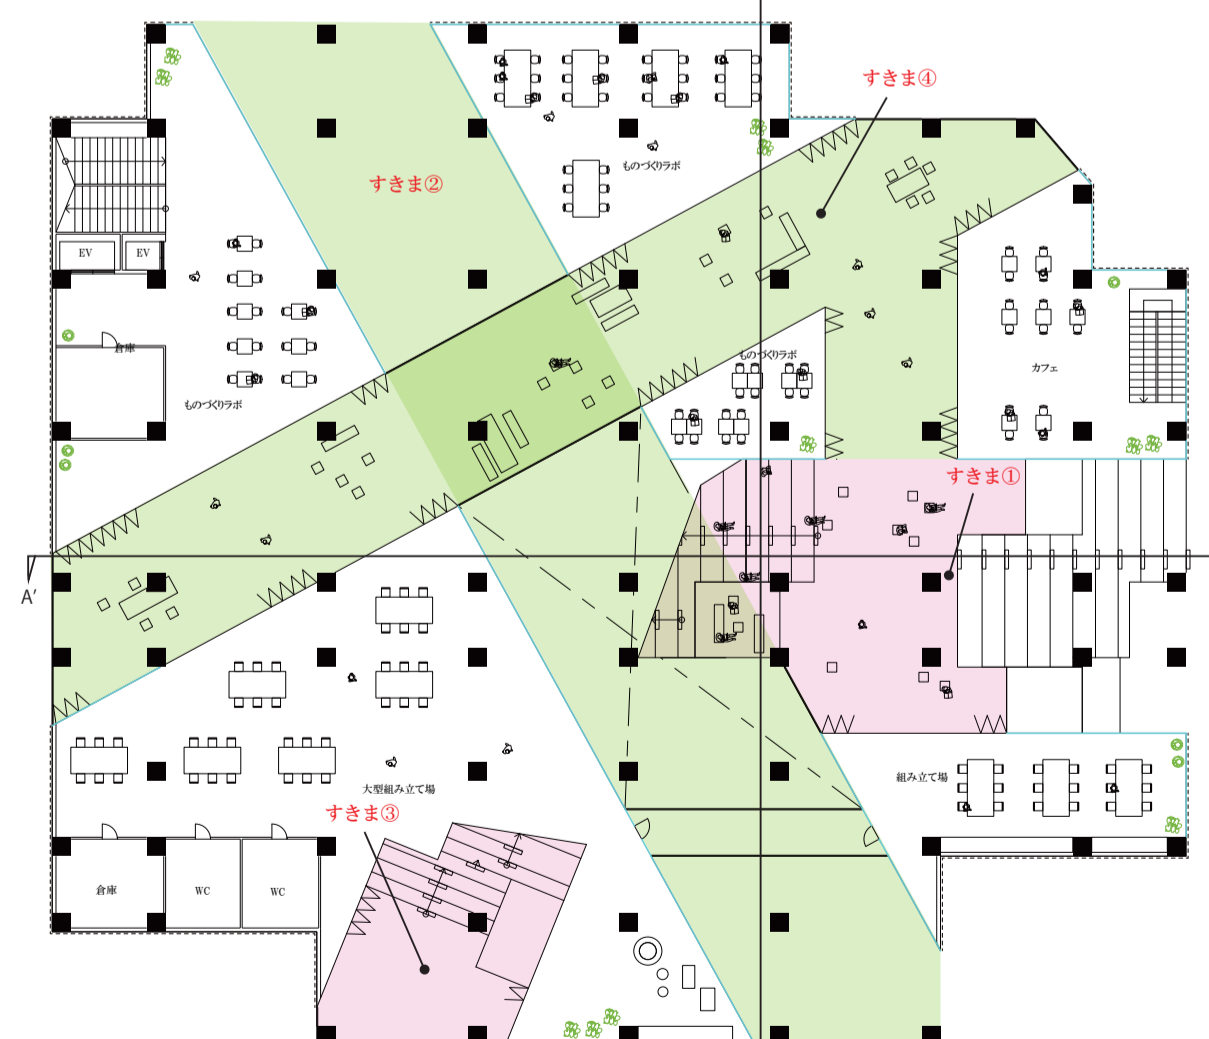 すきま④
ものづくりラボ
すきま②
EV
EV
倉庫
ものづくりラボ
カフェ
ものづくりラボ
すきま①
A′
組み立て場
大型組み立て場
すきま③
倉庫
WC
WC